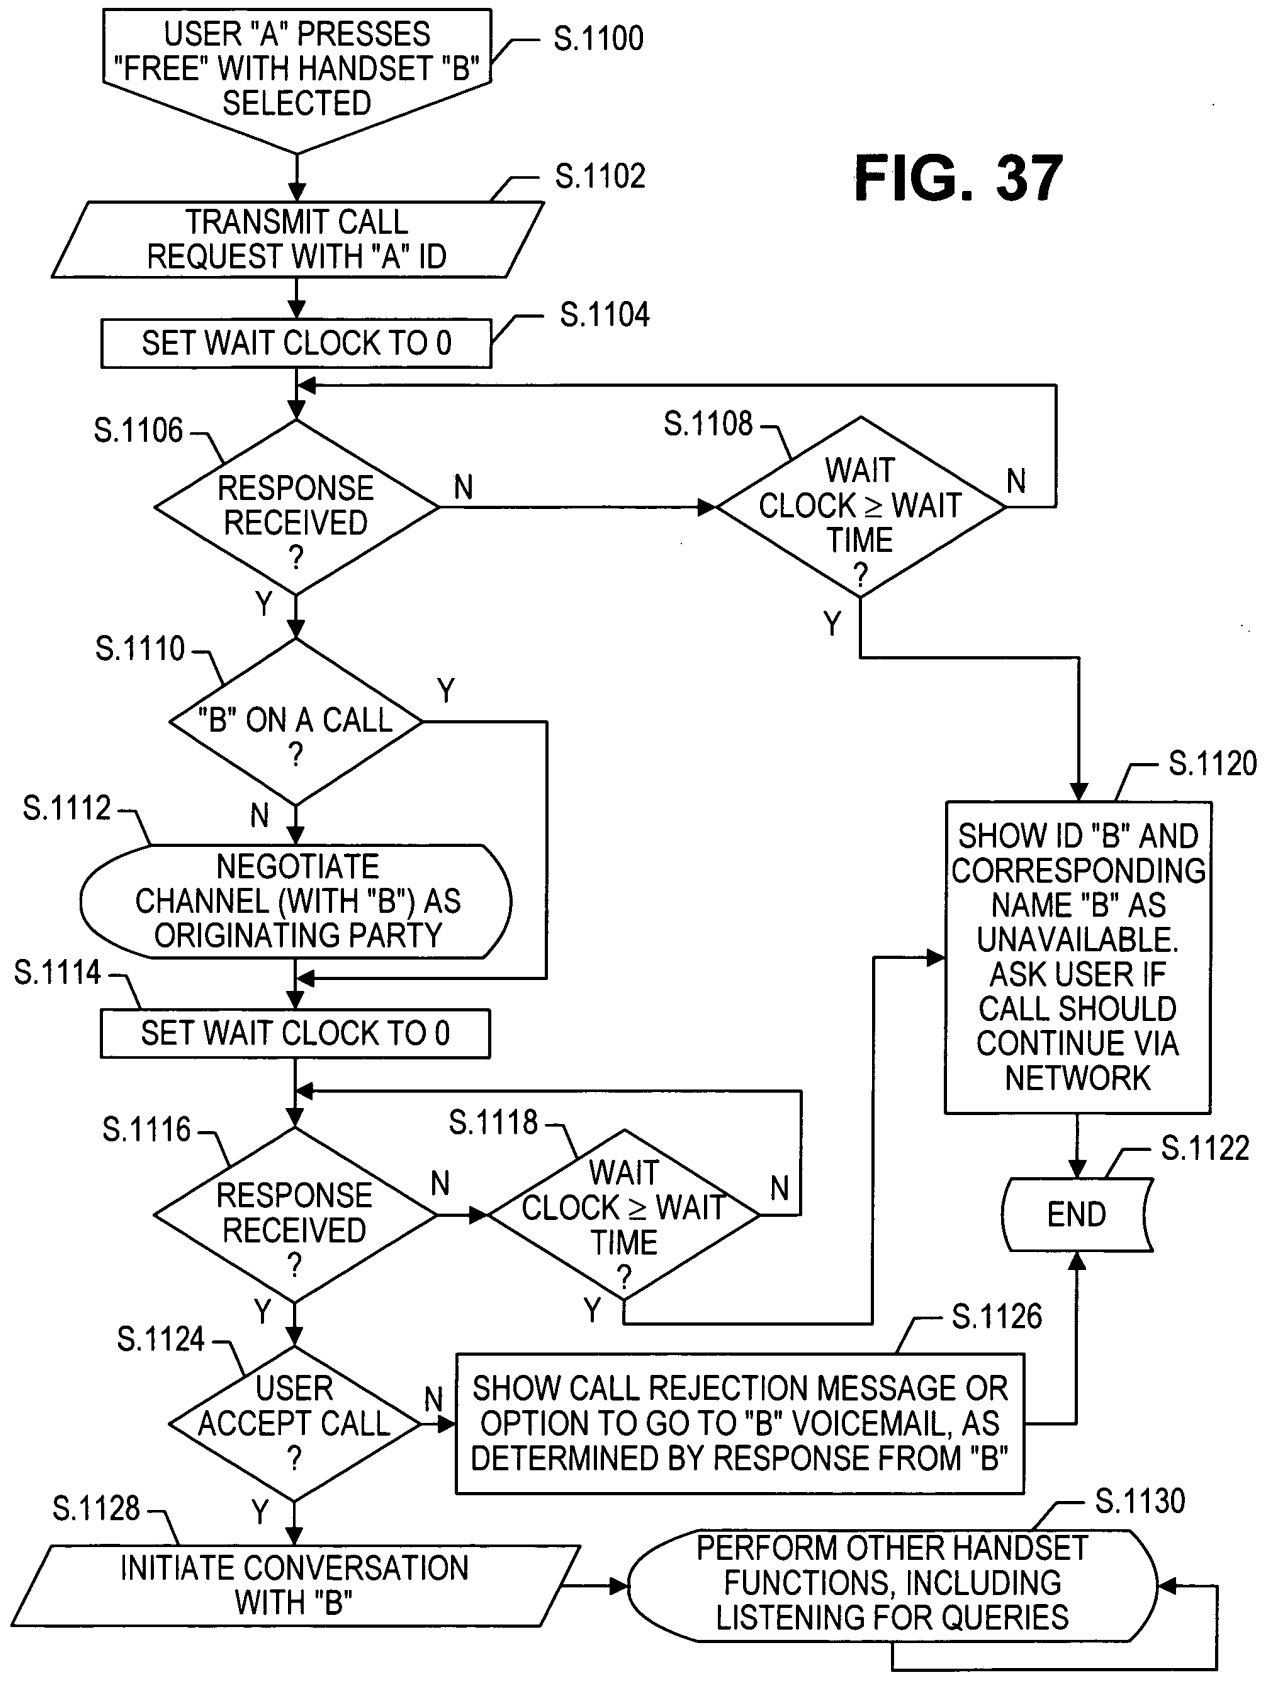 USER "A" PRESSES
"FREE" WITH HANDSET "B"
SELECTED
S.1100
FIG. 37
S.1102
TRANSMIT CALL
REQUEST WITH "A" ID
S.1104
SET WAIT CLOCK TO 0
S.1106
RESPONSE
RECEIVED
?
N
Y
S.1108
WAIT
CLOCK ≥ WAIT
TIME
?
N
Y
S.1110
"B" ON A CALL
?
Y
N
S.1112
NEGOTIATE
CHANNEL (WITH "B") AS
ORIGINATING PARTY
S.1114
SET WAIT CLOCK TO 0
S.1120
SHOW ID "B" AND
CORRESPONDING
NAME "B" AS
UNAVAILABLE.
ASK USER IF
CALL SHOULD
CONTINUE VIA
NETWORK
S.1116
RESPONSE
RECEIVED
?
N
Y
S.1118
WAIT
CLOCK ≥ WAIT
TIME
?
N
Y
S.1122
END
S.1124
USER
ACCEPT CALL
?
N
Y
S.1126
SHOW CALL REJECTION MESSAGE OR
OPTION TO GO TO "B" VOICEMAIL, AS
DETERMINED BY RESPONSE FROM "B"
S.1128
INITIATE CONVERSATION
WITH "B"
S.1130
PERFORM OTHER HANDSET
FUNCTIONS, INCLUDING
LISTENING FOR QUERIES